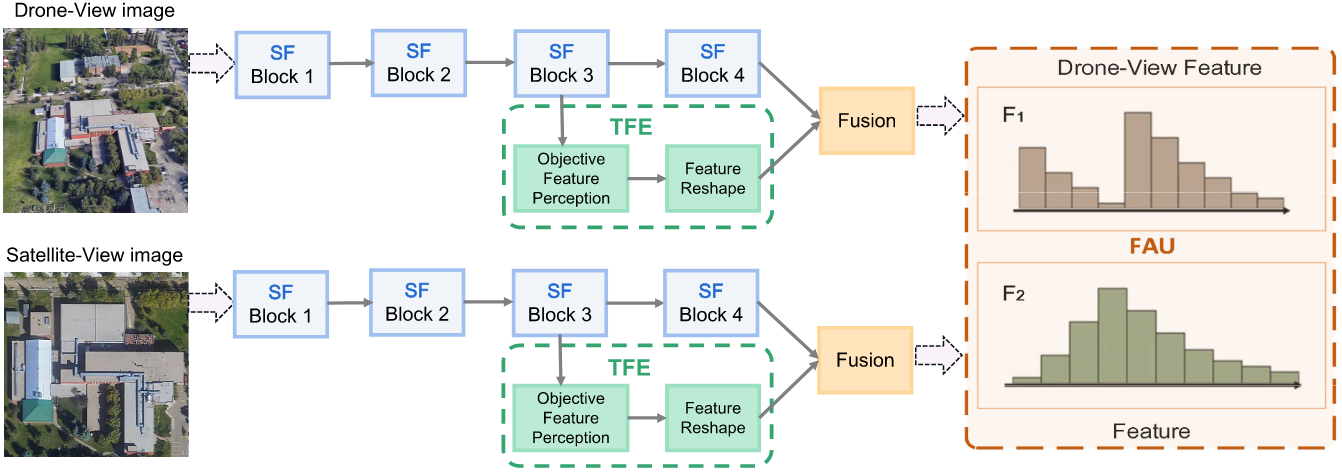 Drone-View image
SF
Block 1
SF
Block 2
SF
Block 3
SF
Block 4
TFE
Objective
Feature
Perception
Feature
Reshape
Fusion
Satellite-View image
SF
Block 1
SF
Block 2
SF
Block 3
SF
Block 4
TFE
Objective
Feature
Perception
Feature
Reshape
Fusion
Drone-View Feature
F₁
FAU
F₂
Feature